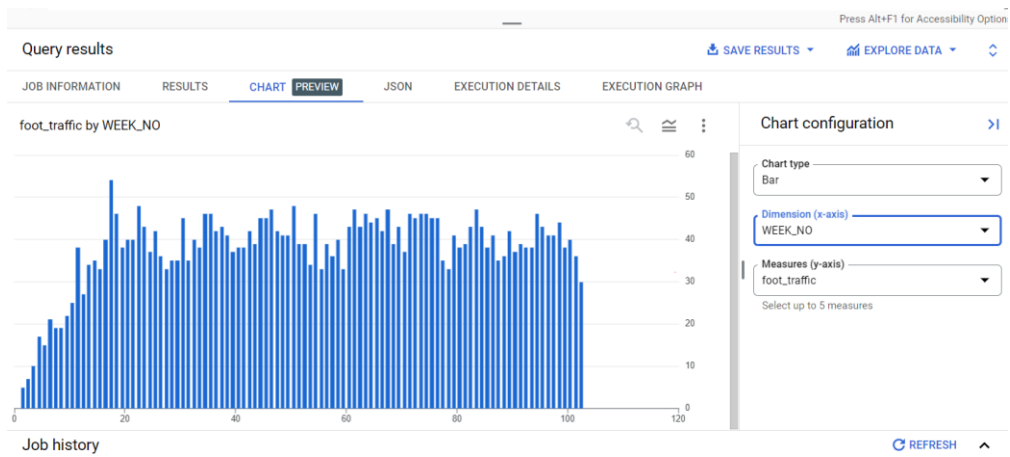 Press Alt+F1 for Accessibility Option
Query results
SAVE RESULTS
EXPLORE DATA
JOB INFORMATION
RESULTS
CHART PREVIEW
JSON
EXECUTION DETAILS
EXECUTION GRAPH
foot_traffic by WEEK_NO
60
50
40
30
20
10
0
0 20 40 60 80 100 120
Chart configuration
Chart type
Bar
Dimension (x-axis)
WEEK_NO
Measures (y-axis)
foot_traffic
Select up to 5 measures
Job history
REFRESH